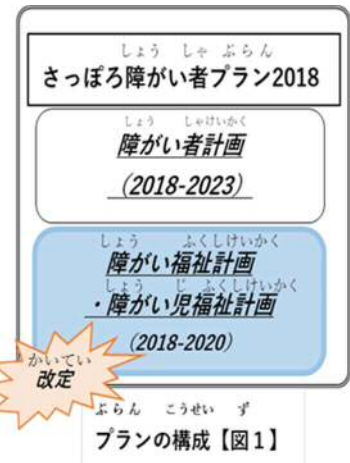 しょう しゃ ぷらん
さっぽろ障がい者プラン2018
しょう しゃけいかく
障がい者計画
(2018-2023)
しょう ふくしけいかく
障がい福祉計画
しょう じ ふくしけいかく
・障がい児福祉計画
(2018-2020)
かいてい
改定
ぷらん こうせい ず
プランの構成【図1】